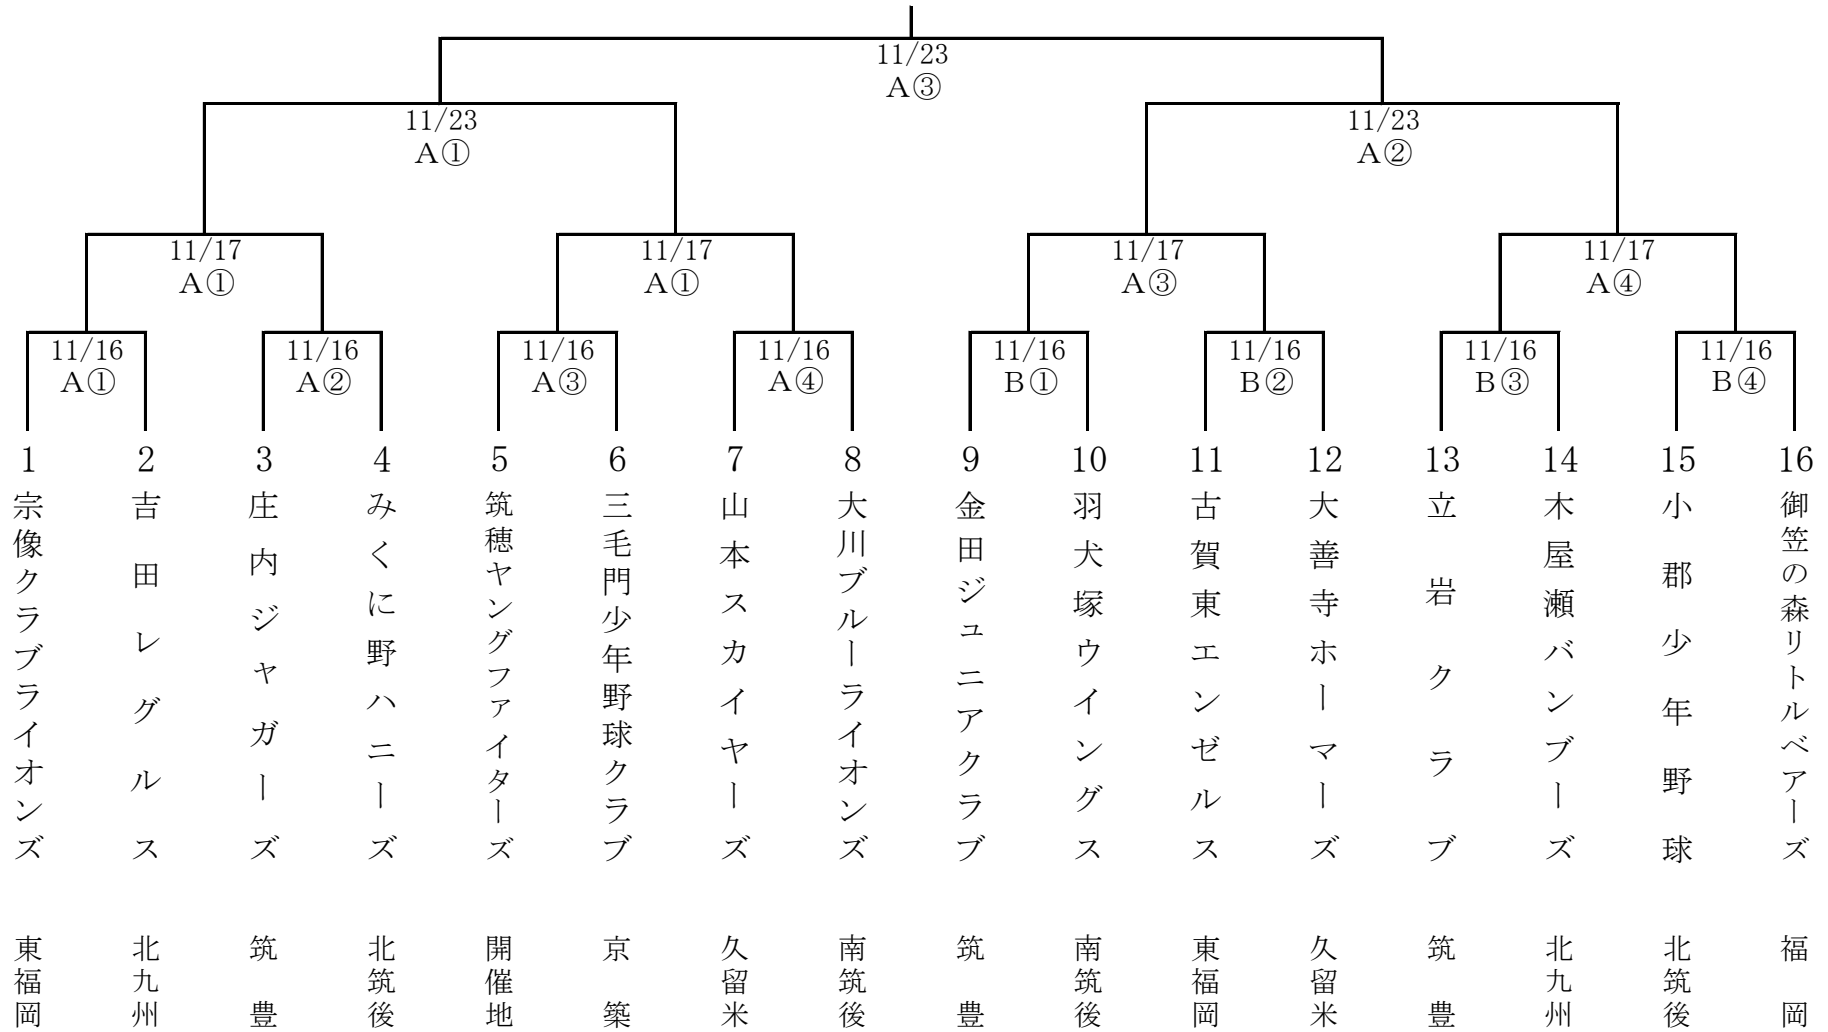 11/23
A③
11/23
A①
11/23
A②
11/17
A①
11/17
A①
11/17
A③
11/17
A④
11/16
A①
11/16
A②
11/16
A③
11/16
A④
11/16
B①
11/16
B②
11/16
B③
11/16
B④
1
宗像クラブライオンズ
東福岡
2
吉田レグルス
北九州
3
庄内ジャガーズ
筑豊
4
みくに野ハニーズ
北筑後
5
筑穂ヤングファイターズ
開催地
6
三毛門少年野球クラブ
京築
7
山本スカイヤーズ
久留米
8
大川ブルーライオンズ
南筑後
9
金田ジュニアクラブ
筑豊
10
羽犬塚ウイングス
南筑後
11
古賀東エンゼルス
東福岡
12
大善寺ホーマーズ
久留米
13
立岩クラブ
筑豊
14
木屋瀬バンブーズ
北九州
15
小郡少年野球
北筑後
16
御笠の森リトルベアーズ
福岡